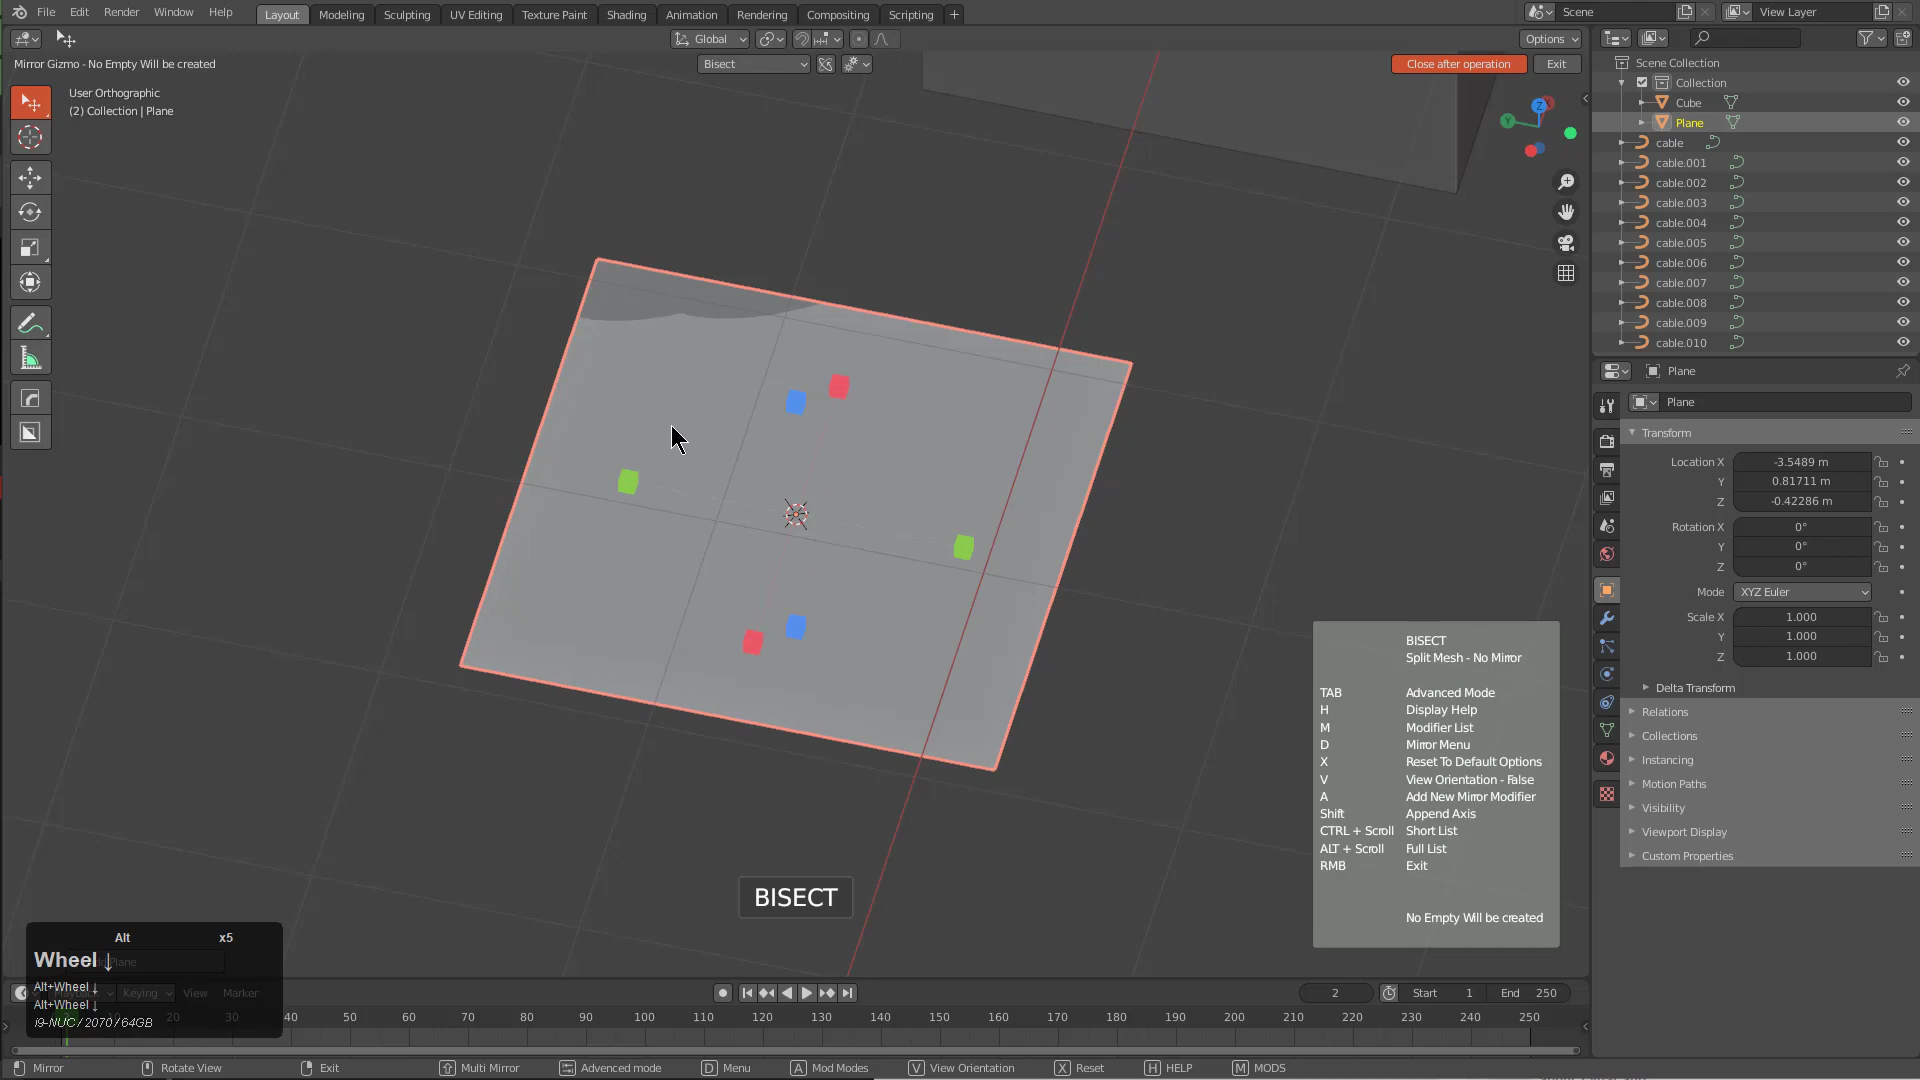 File Edit Render Window Help Layout Modeling Sculpting UV Editing Texture Paint Shading Animation Rendering Compositing Scripting + Scene View Layer
Global Options
Mirror Gizmo - No Empty Will be created Bisect Close after operation Exit
User Orthographic
(2) Collection | Plane
Z
Y
Scene Collection
Collection
Cube
Plane
cable
cable.001
cable.002
cable.003
cable.004
cable.005
cable.006
cable.007
cable.008
cable.009
cable.010
Plane
Plane
Transform
Location X -3.5489 m
Y 0.81711 m
Z -0.42286 m
Rotation X 0°
Y 0°
Z 0°
Mode XYZ Euler
Scale X 1.000
Y 1.000
Z 1.000
Delta Transform
Relations
Collections
Instancing
Motion Paths
Visibility
Viewport Display
Custom Properties
BISECT
Split Mesh - No Mirror
TAB Advanced Mode
H Display Help
M Modifier List
D Mirror Menu
X Reset To Default Options
V View Orientation - False
A Add New Mirror Modifier
Shift Append Axis
CTRL + Scroll Short List
ALT + Scroll Full List
RMB Exit
No Empty Will be created
BISECT
Alt x5
Wheel ↓
Alt+Wheel ↓
Alt+Wheel ↓
i9-NUC / 2070 / 64GB
Playback Keying View Marker 2 Start 1 End 250
20 30 40 50 60 70 80 90 100 110 120 130 140 150 160 170 180 190 200 210 220 230 240 250
Mirror Rotate View Exit Multi Mirror Advanced mode D Menu A Mod Modes V View Orientation X Reset H HELP M MODS